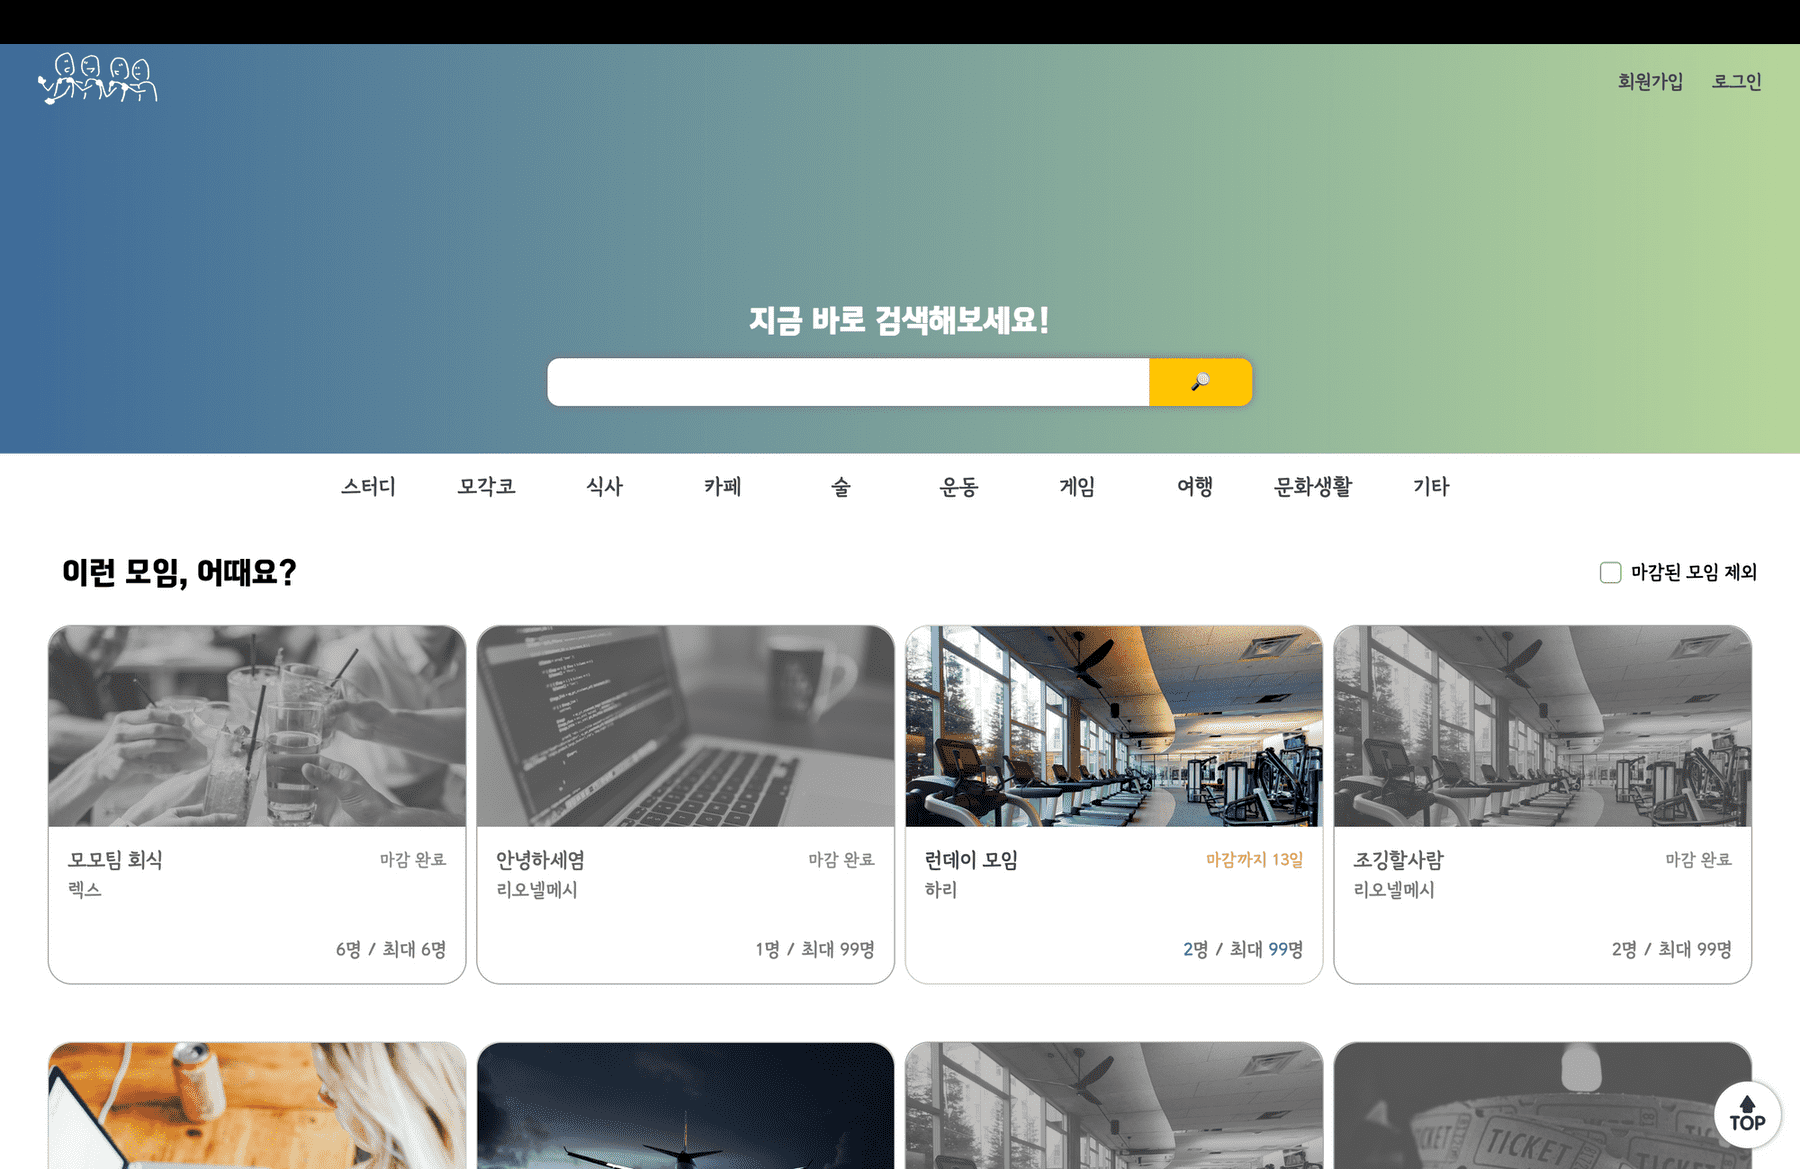 회원가입 로그인
지금 바로 검색해보세요!
스터디 모각코 식사 카페 술 운동 게임 여행 문화생활 기타
이런 모임, 어때요?
마감된 모임 제외
모모팀 회식 마감 완료
렉스
6명 / 최대 6명
안녕하세염 마감 완료
리오넬메시
1명 / 최대 99명
런데이 모임 마감까지 13일
하리
2명 / 최대 99명
조깅할사람 마감 완료
리오넬메시
2명 / 최대 99명
TICKET
TOP